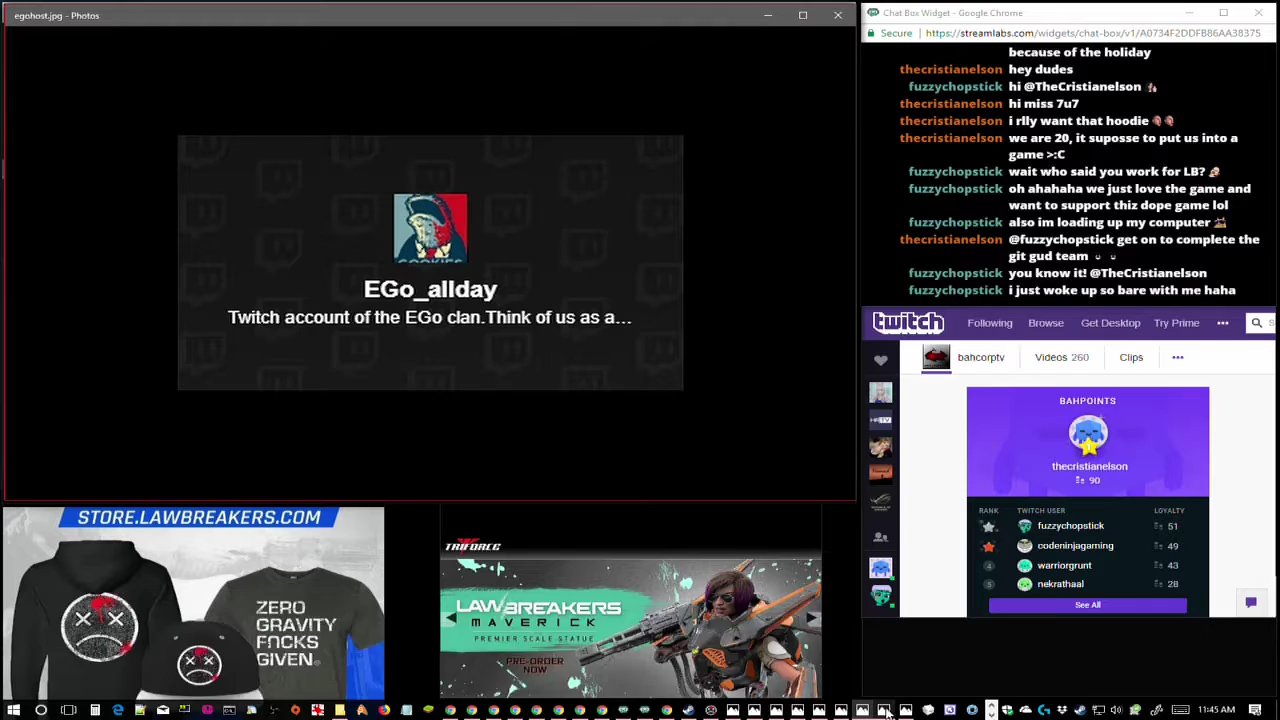 egohost.jpg - Photos
COOKIES
EGo_allday
Twitch account of the EGo clan.Think of us as a...
Chat Box Widget - Google Chrome
Secure
https://streamlabs.com/widgets/chat-box/v1/A0734F2DDFB86AA38375
because of the holiday
thecristianelson hey dudes
fuzzychopstick hi @TheCristianelson
thecristianelson hi miss 7u7
thecristianelson i rlly want that hoodie
thecristianelson we are 20, it suposse to put us into a
game >:C
fuzzychopstick wait who said you work for LB?
fuzzychopstick oh ahahaha we just love the game and
want to support thiz dope game lol
fuzzychopstick also im loading up my computer
thecristianelson @fuzzychopstick get on to complete the
git gud team
fuzzychopstick you know it! @TheCristianelson
fuzzychopstick i just woke up so bare with me haha
twitch Following Browse Get Desktop Try Prime
bahcorptv Videos 260 Clips
BAHPOINTS
thecristianelson
90
RANK TWITCH USER LOYALTY
fuzzychopstick 51
codeninjagaming 49
4 warriorgrunt 43
5 nekrathaal 28
See All
STORE.LAWBREAKERS.COM
ZERO
GRAVITY
F∩CKS
GIVEN
TRIFORCE
LAWBREAKERS
MAVERICK
PREMIER SCALE STATUE
PRE-ORDER
NOW
11:45 AM